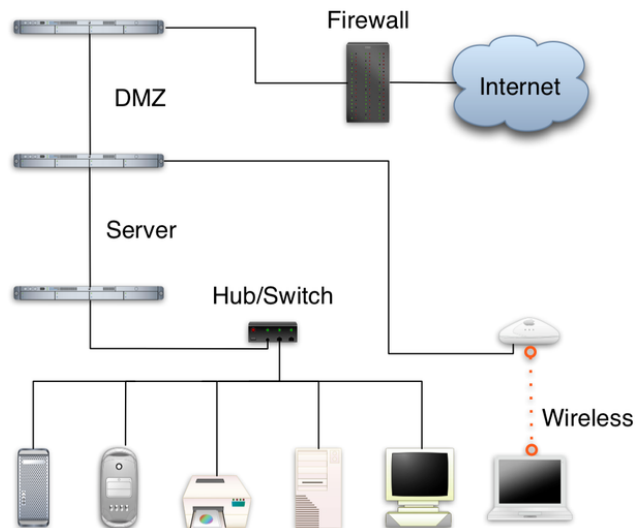 Firewall
Internet
DMZ
Server
Hub/Switch
Wireless